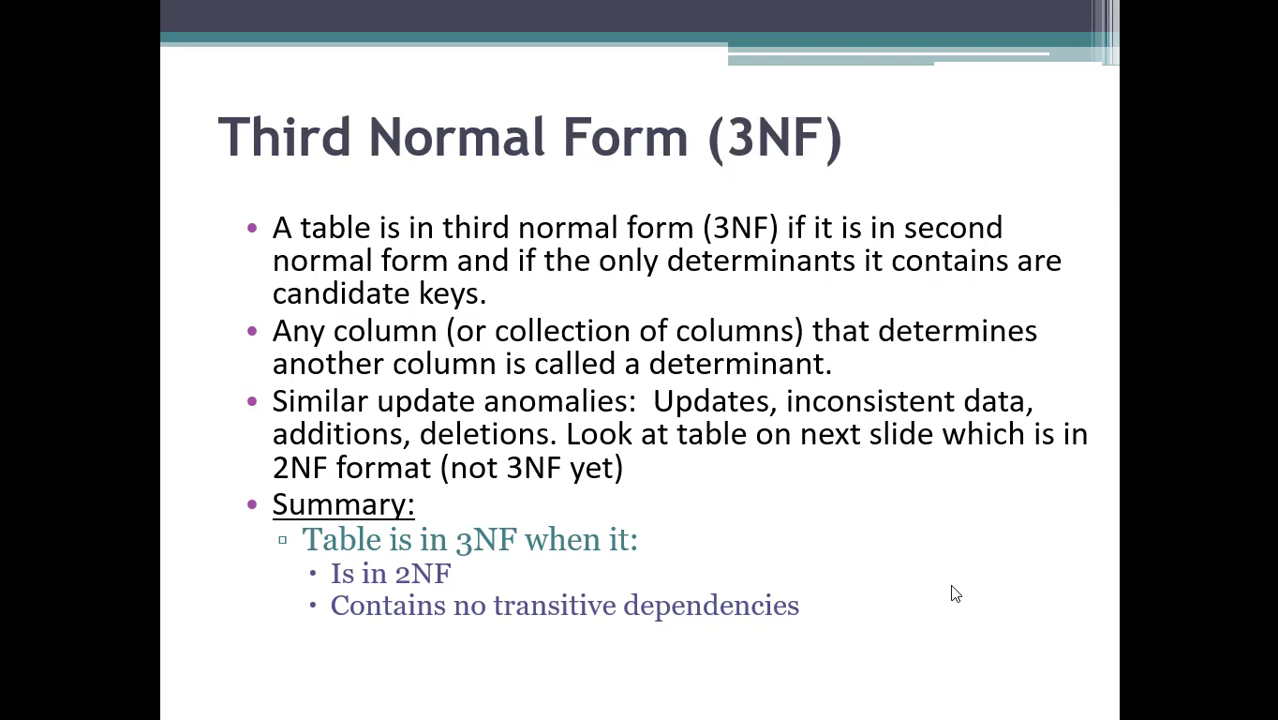 Third Normal Form (3NF)
• A table is in third normal form (3NF) if it is in second
normal form and if the only determinants it contains are
candidate keys.
• Any column (or collection of columns) that determines
another column is called a determinant.
• Similar update anomalies:  Updates, inconsistent data,
additions, deletions. Look at table on next slide which is in
2NF format (not 3NF yet)
• Summary:
▫ Table is in 3NF when it:
• Is in 2NF
• Contains no transitive dependencies